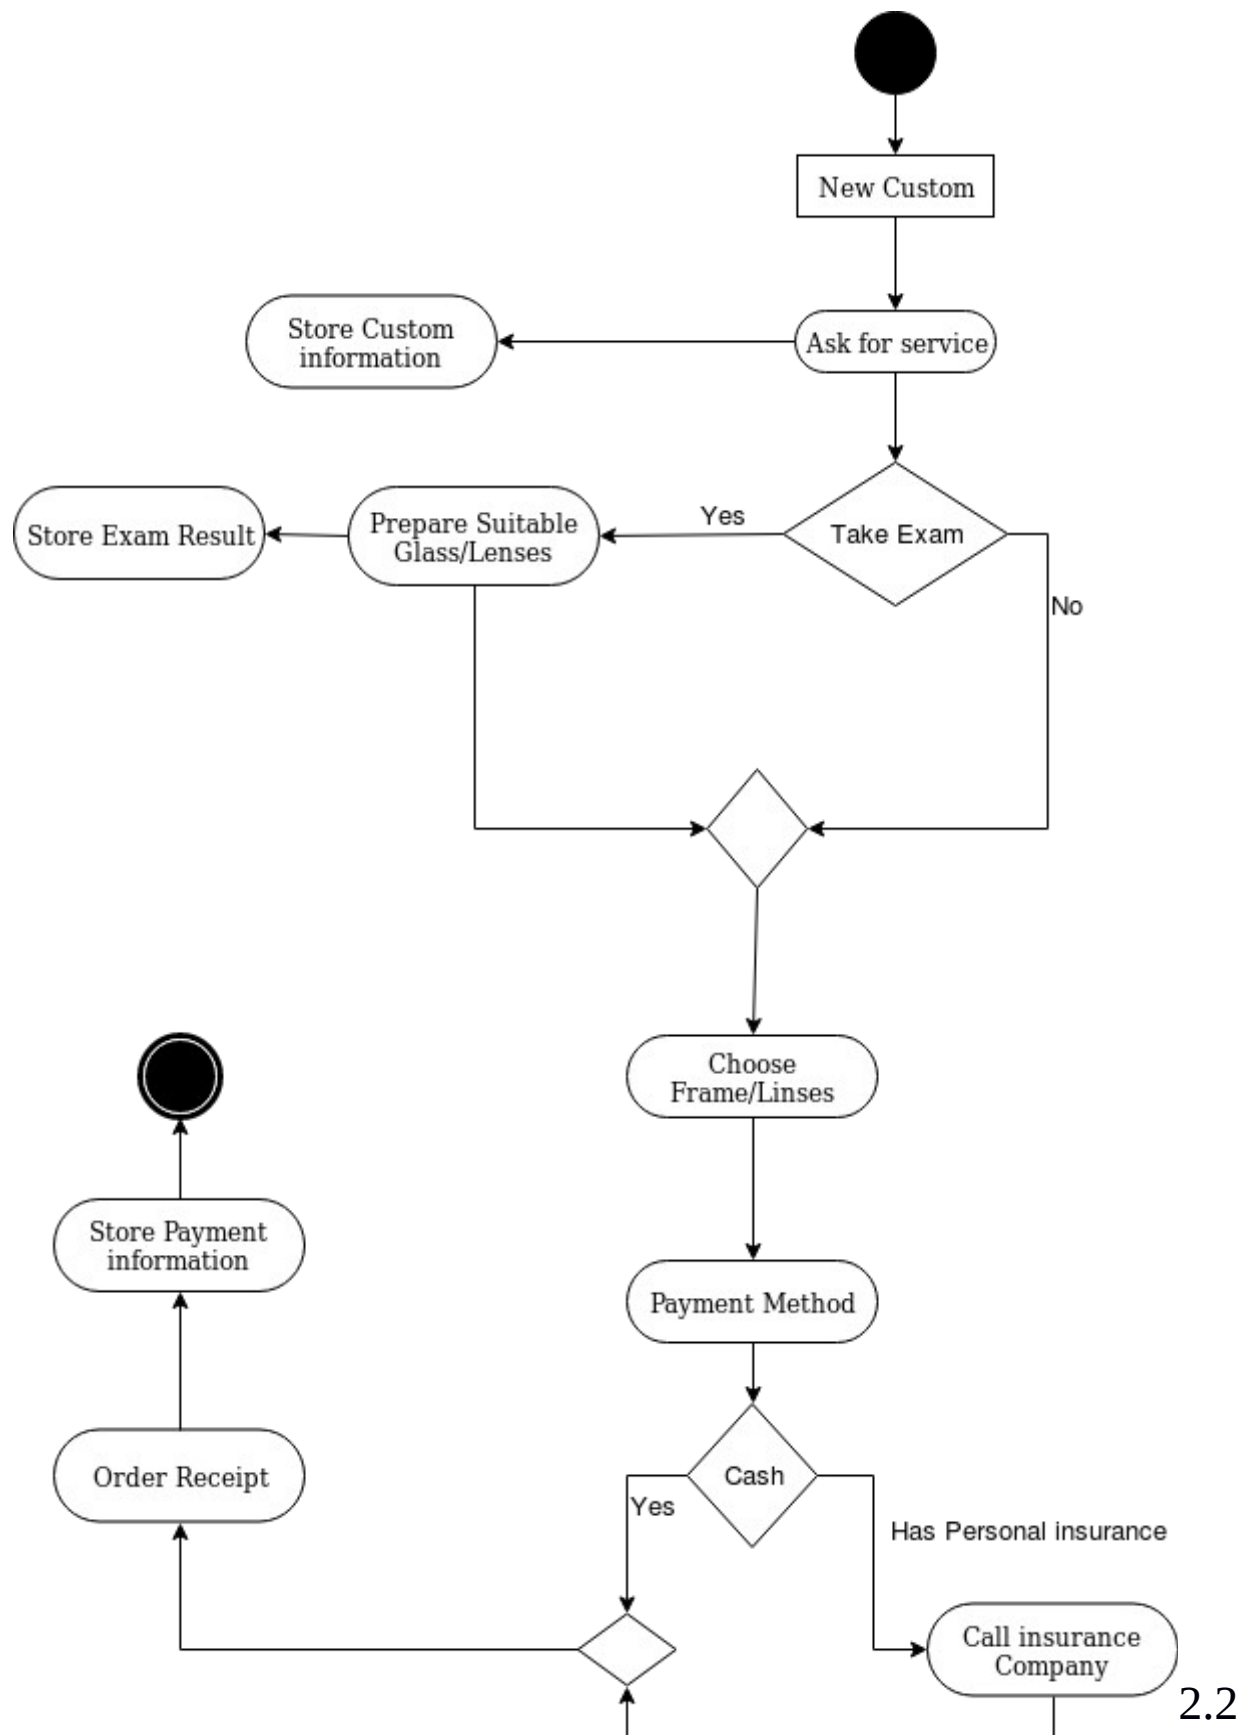 New Custom
Store Custom
information
Ask for service
Yes
Take Exam
Prepare Suitable
Glass/Lenses
Store Exam Result
No
Choose
Frame/Linses
Store Payment
information
Payment Method
Order Receipt
Cash
Yes
Has Personal insurance
Call insurance
Company
2.2